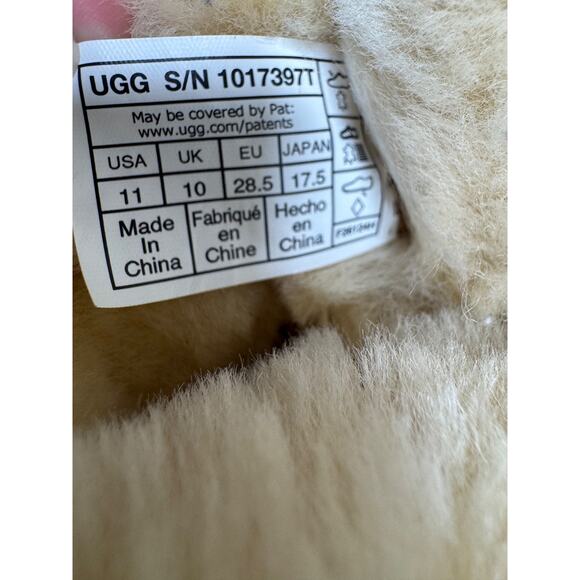 UGG S/N 1017397T
May be covered by Pat:
www.ugg.com/patents
USA UK EU JAPAN
11 10 28.5 17.5
Made In China
Fabriqué en Chine
Hecho en China